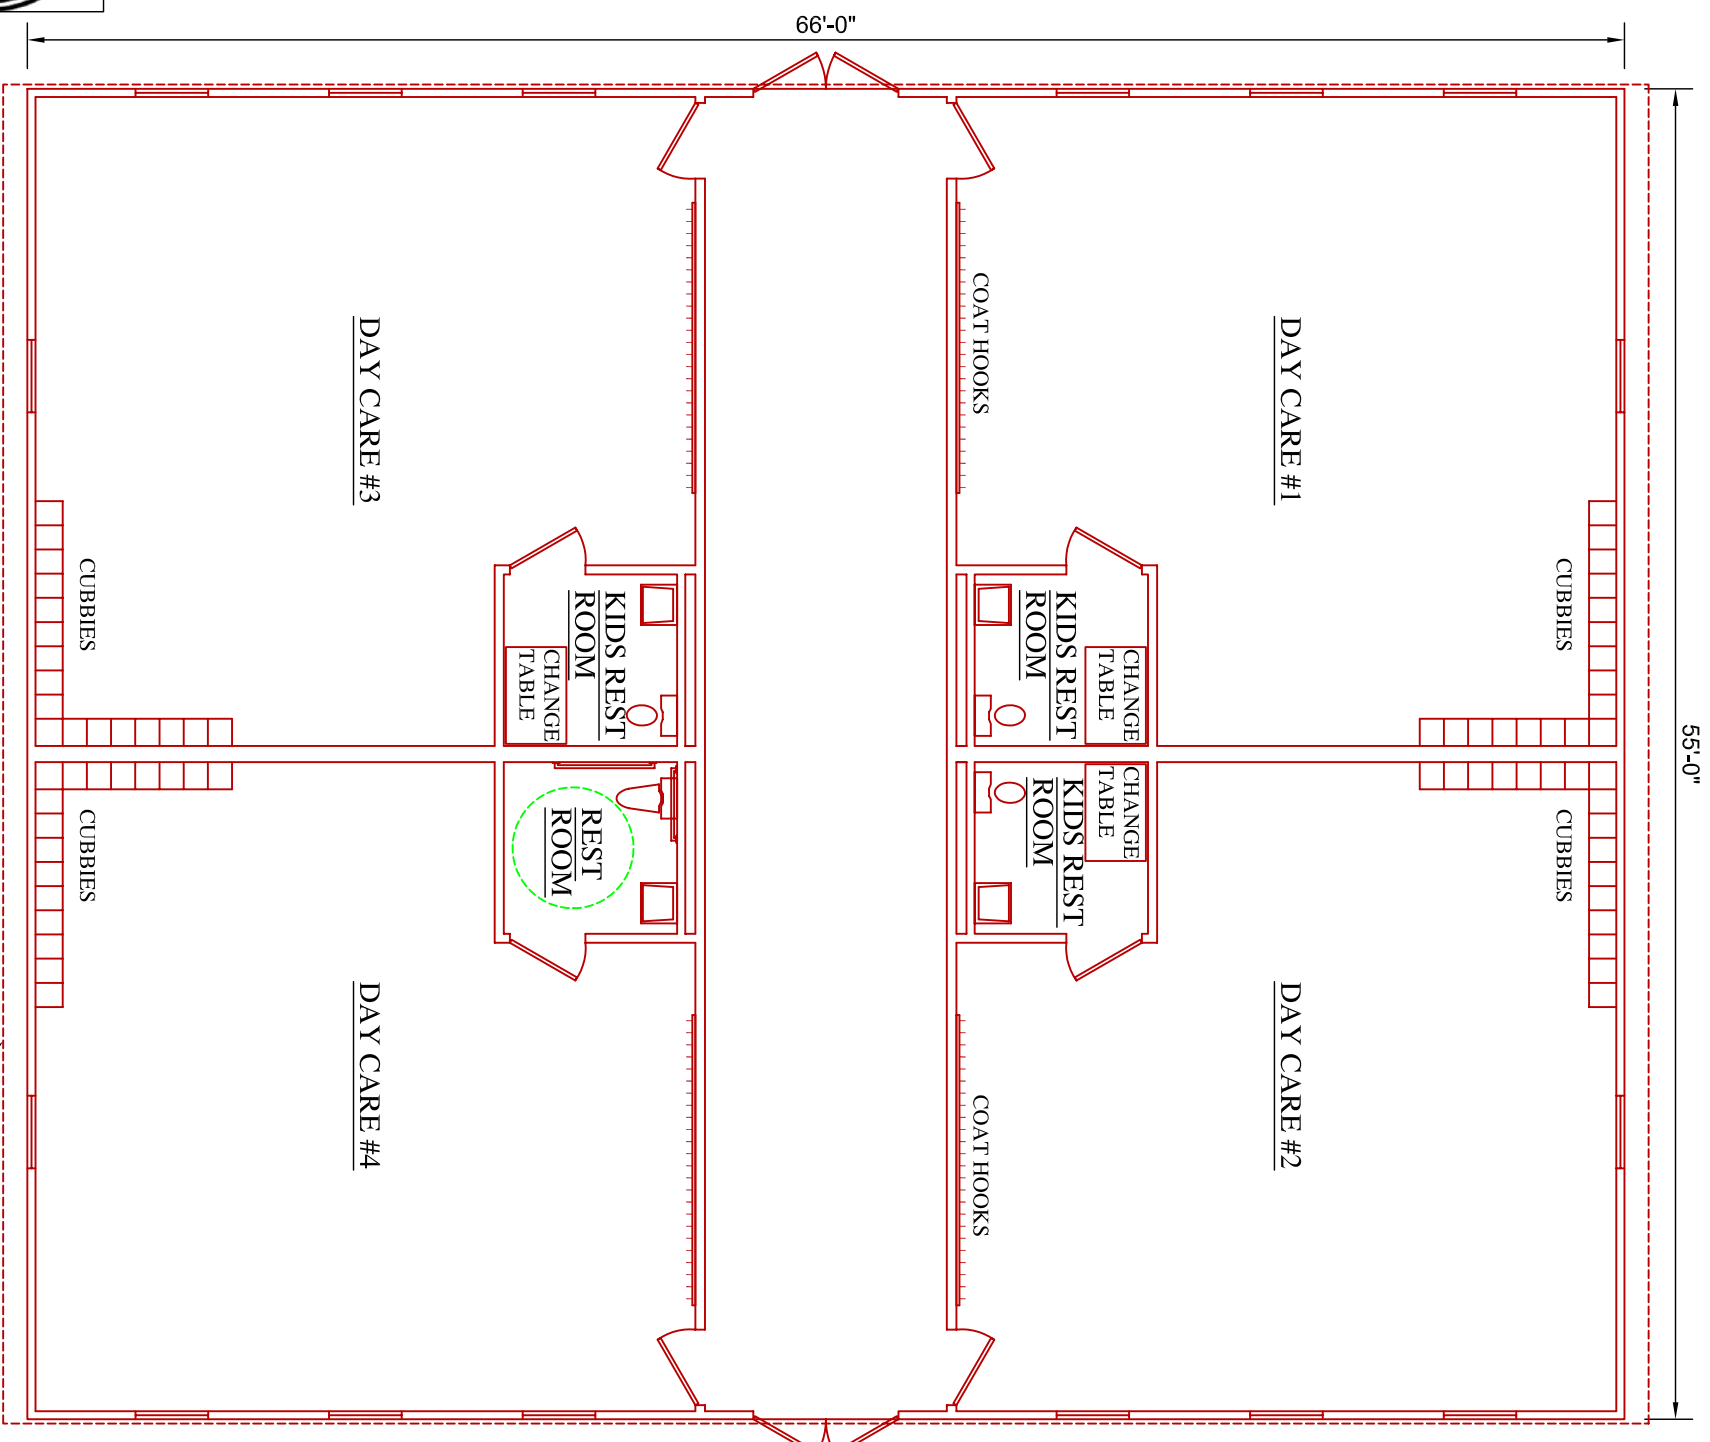 66'-0"
55'-0"
DAY CARE #3
COAT HOOKS
DAY CARE #1
CUBBIES
KIDS REST
ROOM
CHANGE
TABLE
KIDS REST
ROOM
CHANGE
TABLE
CUBBIES
CUBBIES
REST
ROOM
KIDS REST
ROOM
CHANGE
TABLE
CUBBIES
DAY CARE #4
COAT HOOKS
DAY CARE #2